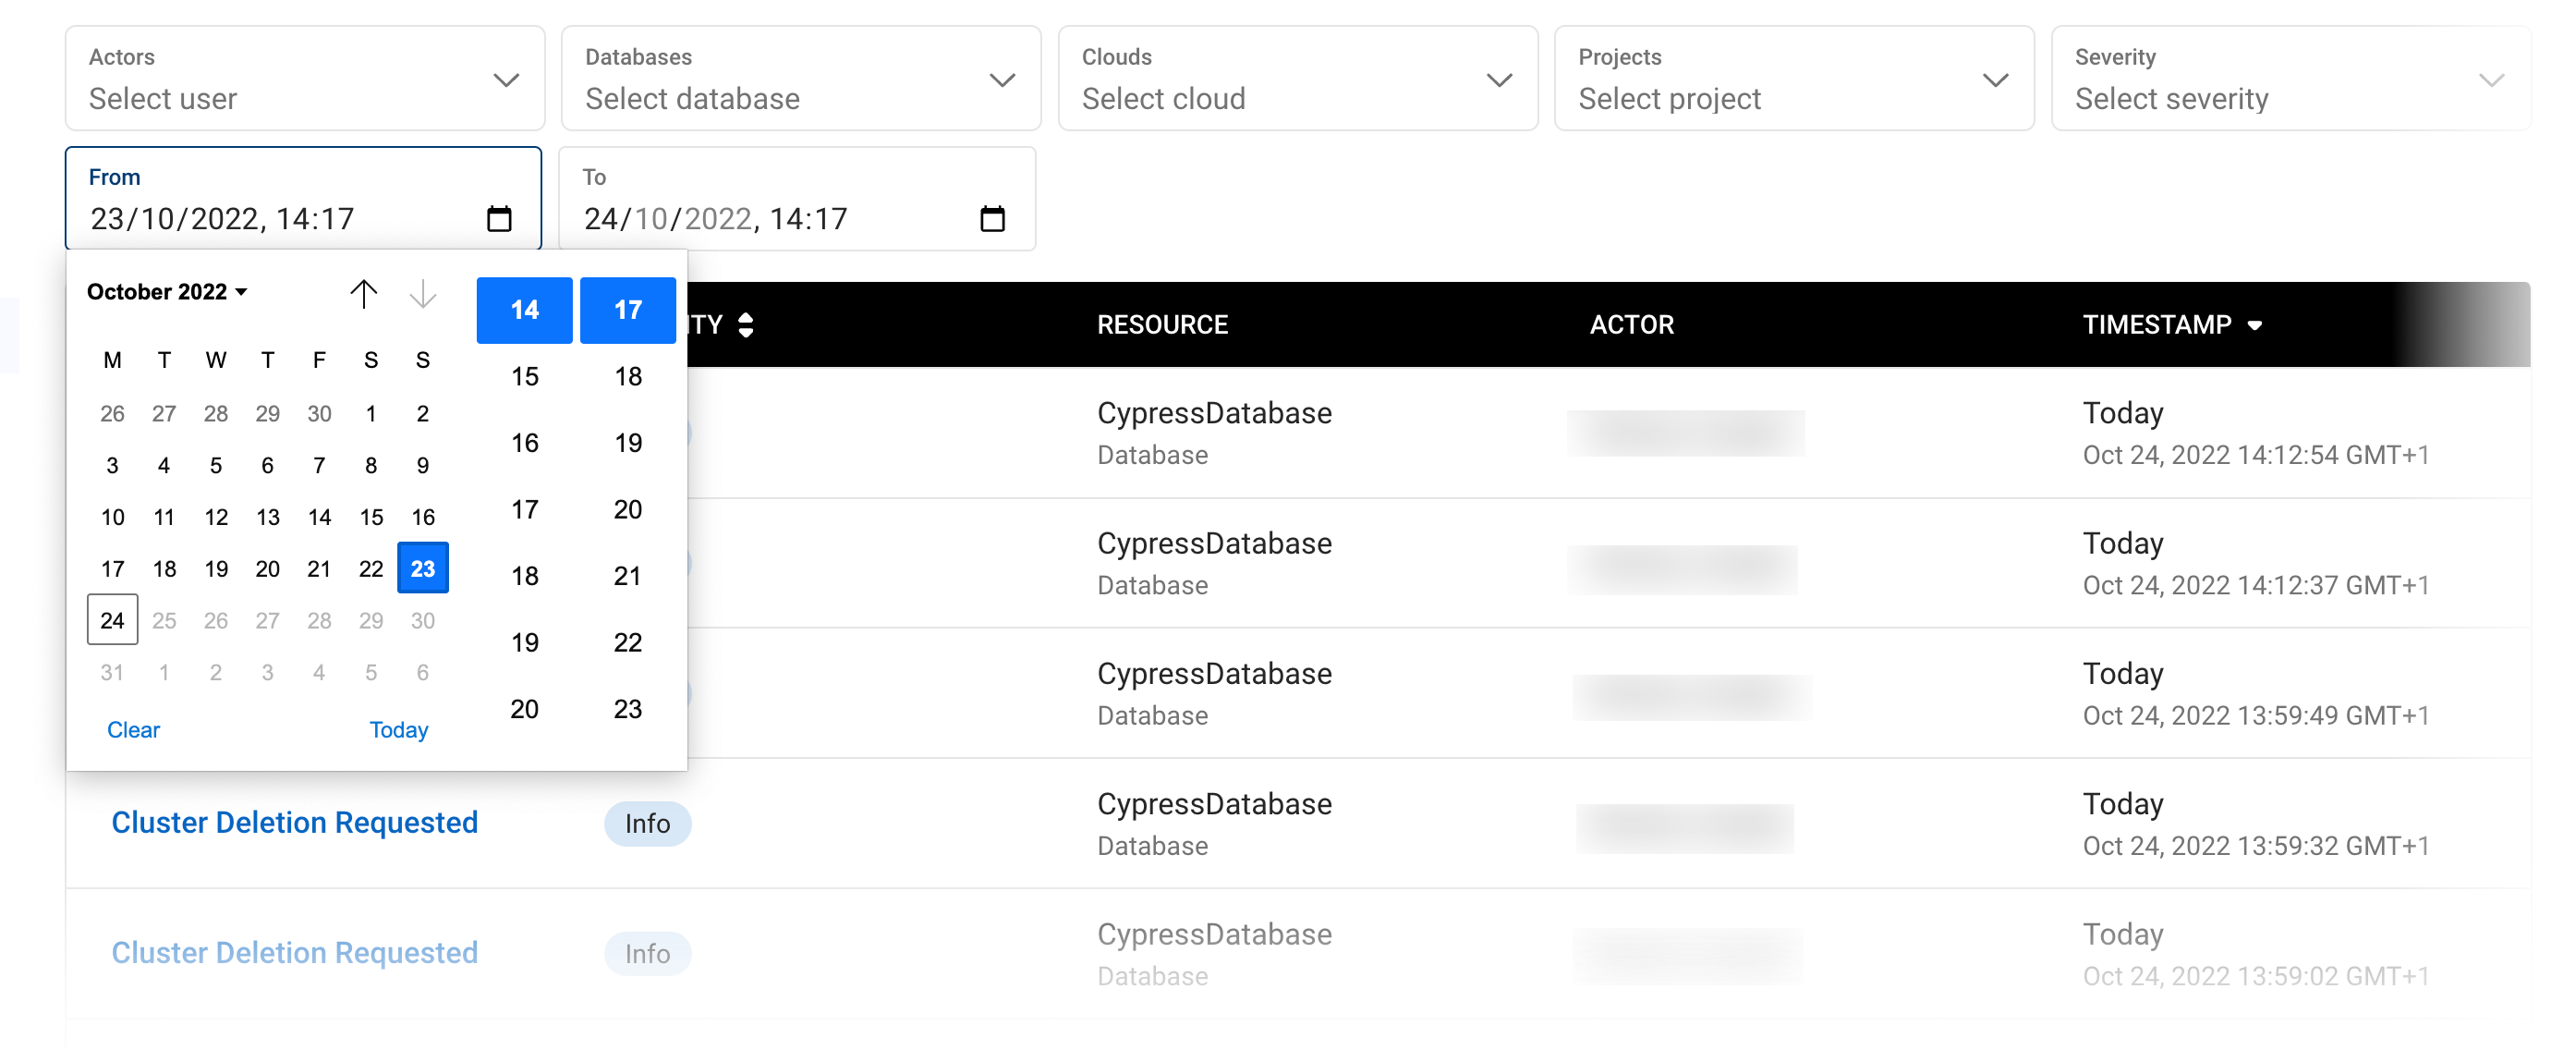 Actors
Select user
Databases
Select database
Clouds
Select cloud
Projects
Select project
Severity
Select severity
From
23/10/2022, 14:17
To
24/10/2022, 14:17
October 2022
M T W T F S S
26 27 28 29 30 1 2
3 4 5 6 7 8 9
10 11 12 13 14 15 16
17 18 19 20 21 22 23
24 25 26 27 28 29 30
31 1 2 3 4 5 6
Clear Today
14 17
15 18
16 19
17 20
18 21
19 22
20 23
ITY RESOURCE ACTOR TIMESTAMP
CypressDatabase Today
Database Oct 24, 2022 14:12:54 GMT+1
CypressDatabase Today
Database Oct 24, 2022 14:12:37 GMT+1
CypressDatabase Today
Database Oct 24, 2022 13:59:49 GMT+1
Cluster Deletion Requested Info CypressDatabase Today
Database Oct 24, 2022 13:59:32 GMT+1
Cluster Deletion Requested Info CypressDatabase Today
Database Oct 24, 2022 13:59:02 GMT+1